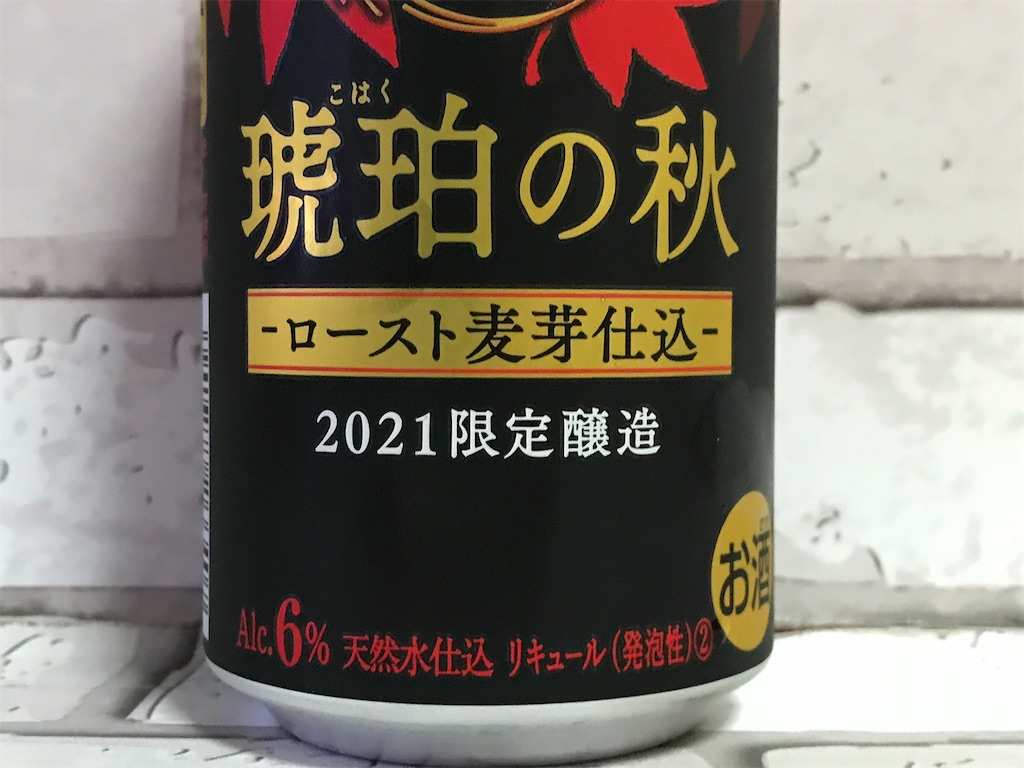 こはく
琥珀の秋
-ロースト麦芽仕込-
2021限定醸造
お酒
Alc.6% 天然水仕込 リキュール(発泡性)②